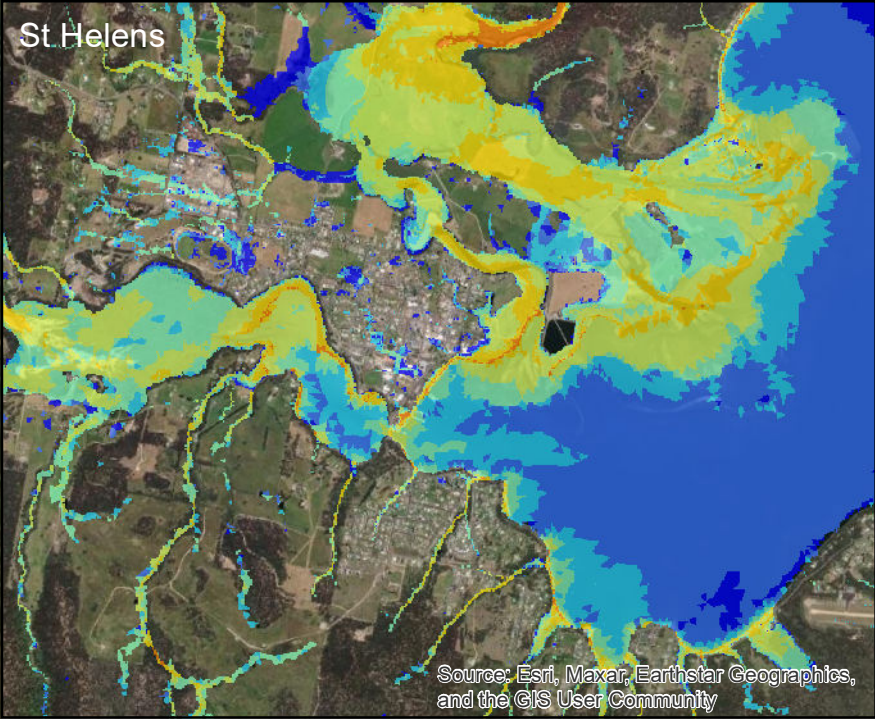 St Helens
Source: Esri, Maxar, Earthstar Geographics,
and the GIS User Community